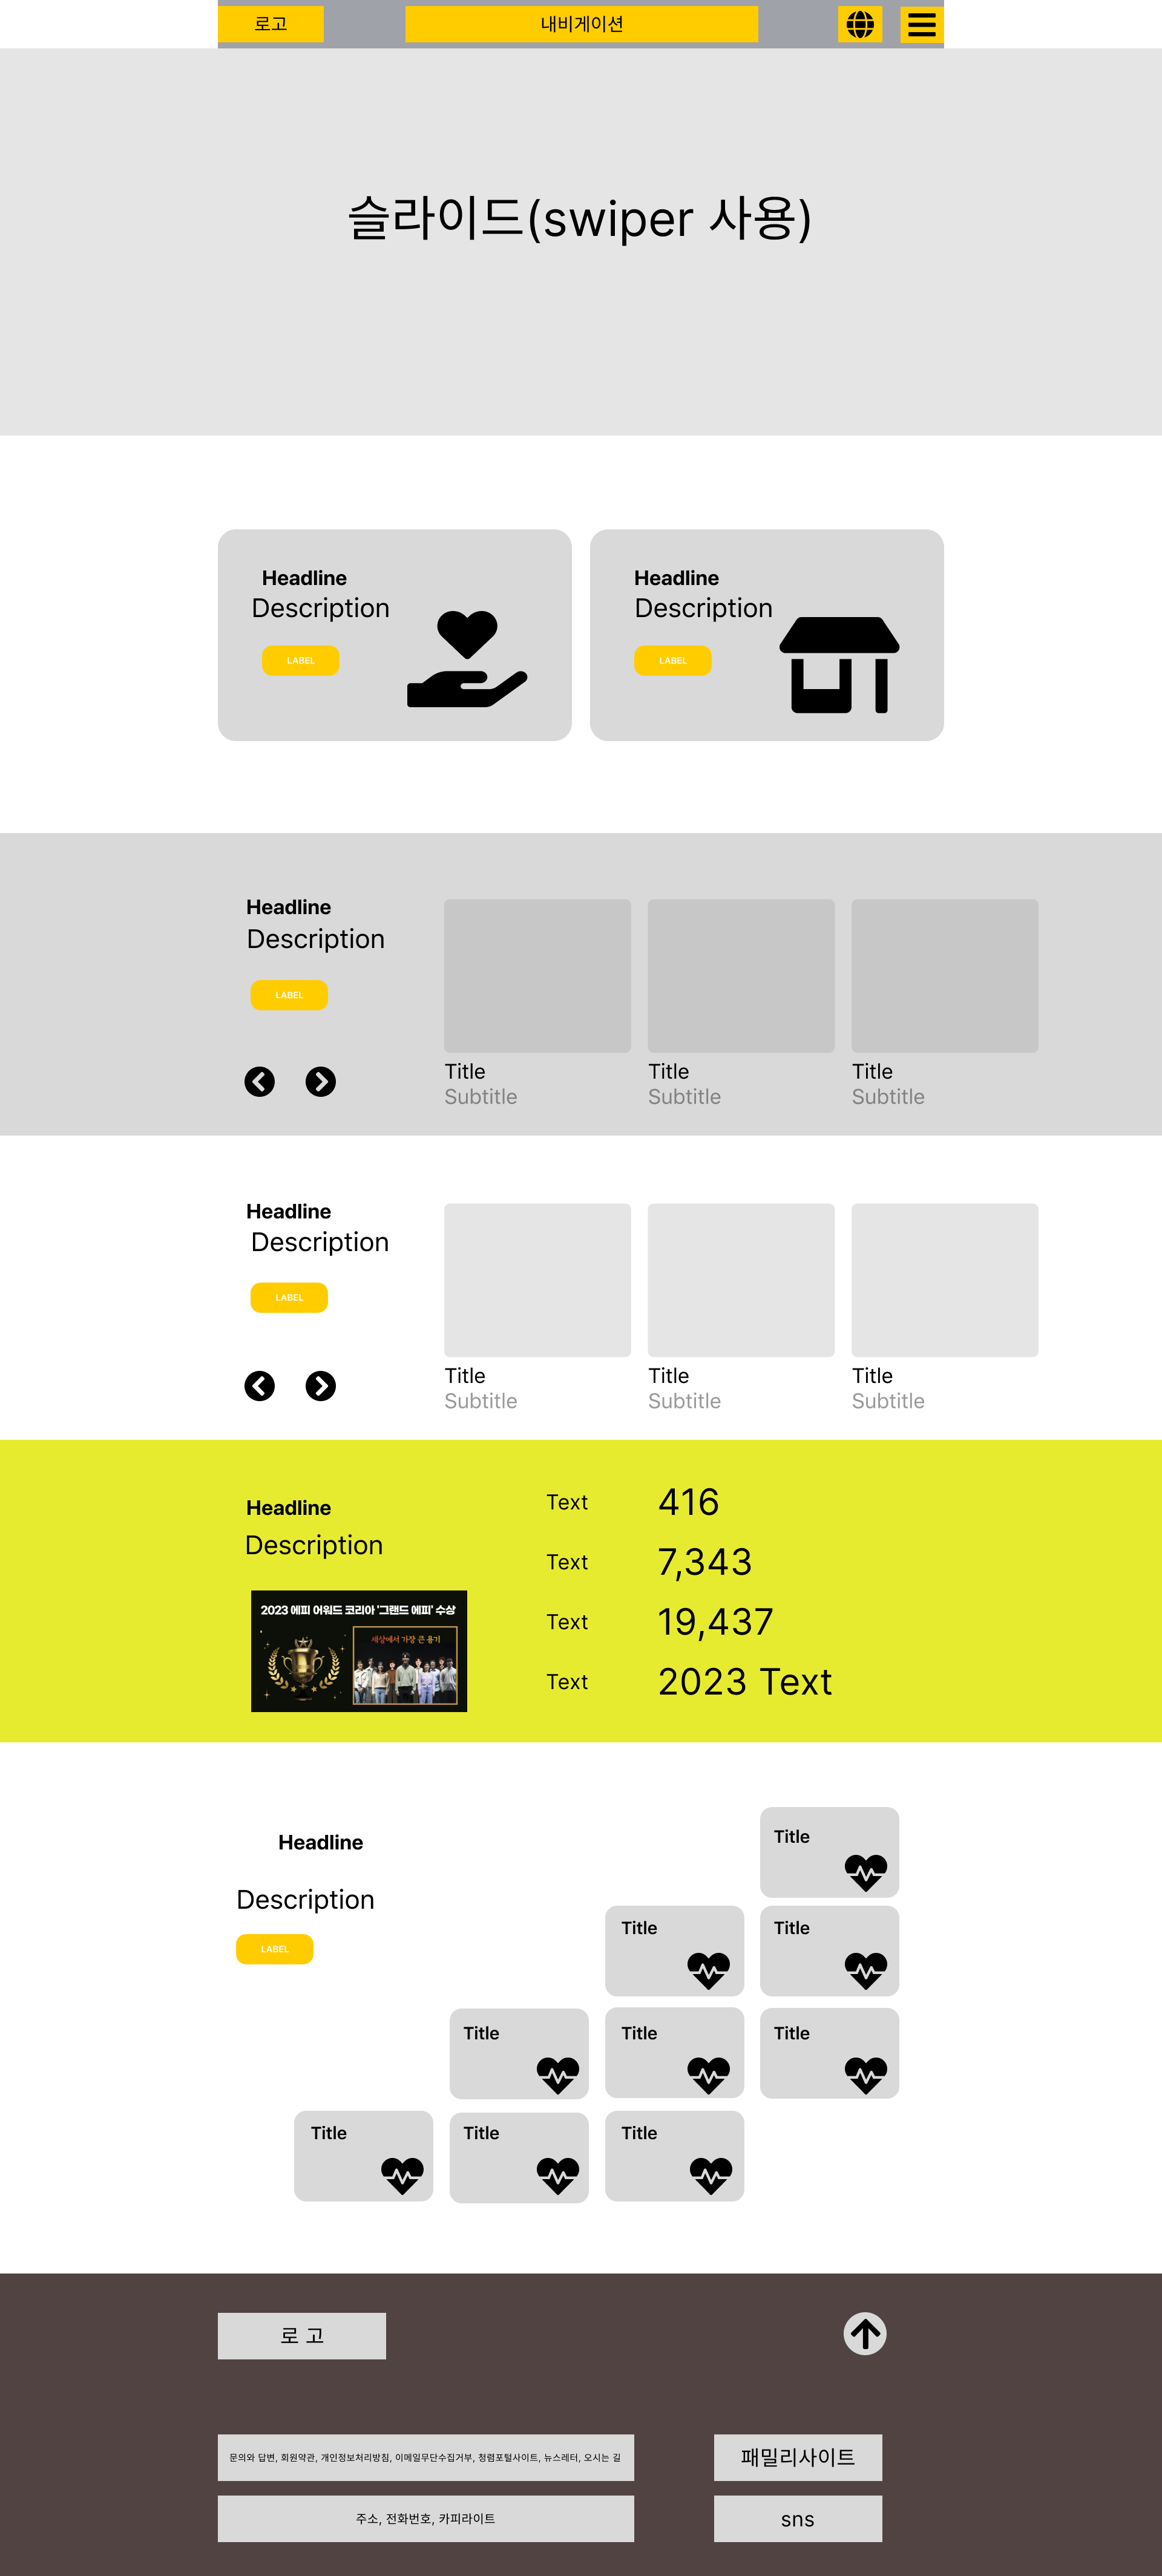 로고
내비게이션
슬라이드(swiper 사용)
Headline
Description
LABEL
Headline
Description
LABEL
Headline
Description
LABEL
Title
Subtitle
Title
Subtitle
Title
Subtitle
Headline
Description
LABEL
Title
Subtitle
Title
Subtitle
Title
Subtitle
Headline
Description
2023 에피 어워드 코리아 '그랜드 에피' 수상
세상에서 가장 큰 용기
Text 416
Text 7,343
Text 19,437
Text 2023 Text
Headline
Description
LABEL
Title
Title
Title
Title
Title
Title
Title
Title
Title
로 고
문의와 답변, 회원약관, 개인정보처리방침, 이메일무단수집거부, 청렴포털사이트, 뉴스레터, 오시는 길
패밀리사이트
주소, 전화번호, 카피라이트
sns